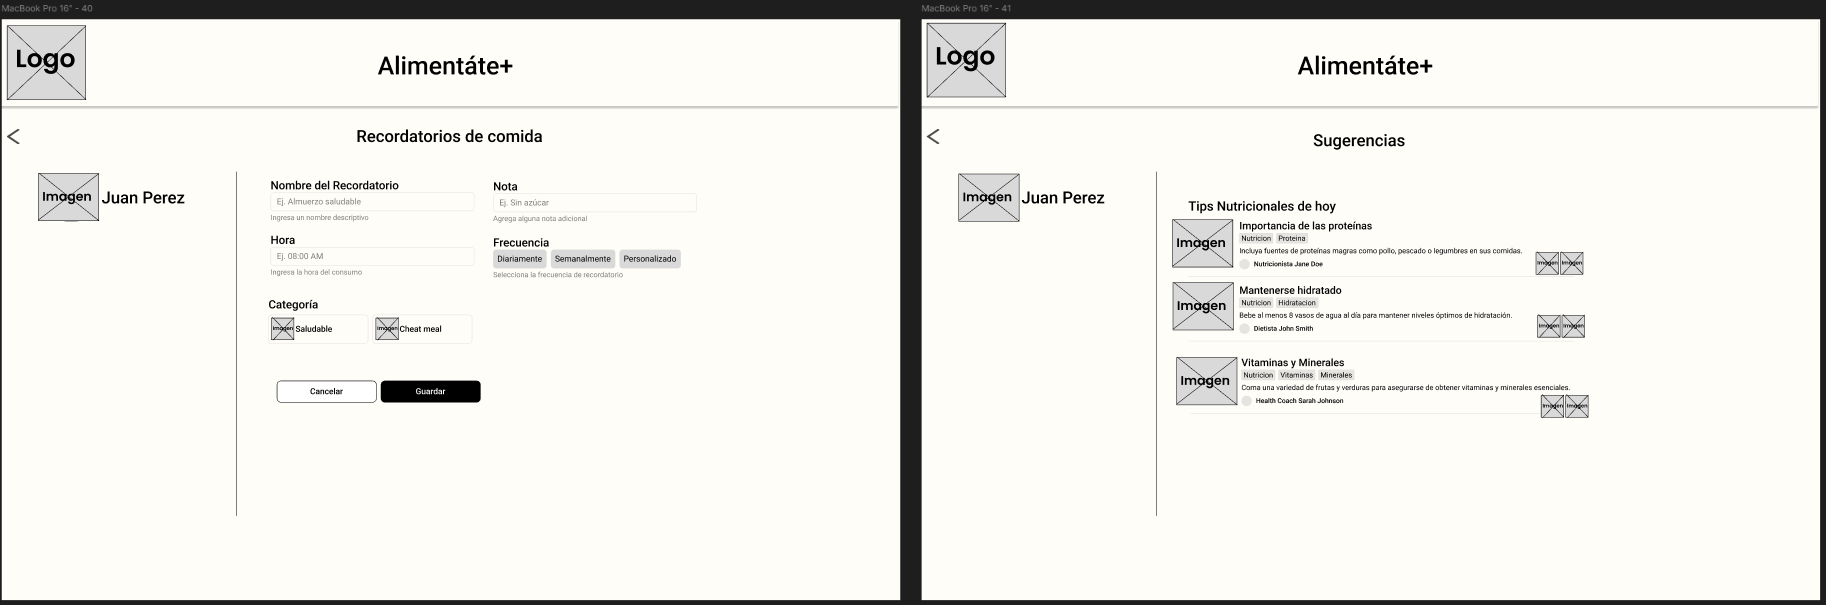 MacBook Pro 16" - 40
Logo
Alimentáte+
Recordatorios de comida
Imagen
Juan Perez
Nombre del Recordatorio
Ej. Almuerzo saludable
Ingresa un nombre descriptivo
Nota
Ej. Sin azúcar
Agrega alguna nota adicional
Hora
Ej. 08:00 AM
Ingresa la hora del consumo
Frecuencia
Diariamente Semanalmente Personalizado
Selecciona la frecuencia de recordatorio
Categoría
Imagen Saludable
Imagen Cheat meal
Cancelar
Guardar
MacBook Pro 16" - 41
Logo
Alimentáte+
Sugerencias
Imagen
Juan Perez
Tips Nutricionales de hoy
Imagen
Importancia de las proteínas
Nutricion Proteina
Incluya fuentes de proteínas magras como pollo, pescado o legumbres en sus comidas.
Nutricionista Jane Doe
Imagen Imagen
Imagen
Mantenerse hidratado
Nutricion Hidratacion
Bebe al menos 8 vasos de agua al día para mantener niveles óptimos de hidratación.
Dietista John Smith
Imagen Imagen
Imagen
Vitaminas y Minerales
Nutricion Vitaminas Minerales
Coma una variedad de frutas y verduras para asegurarse de obtener vitaminas y minerales esenciales.
Health Coach Sarah Johnson
Imagen Imagen